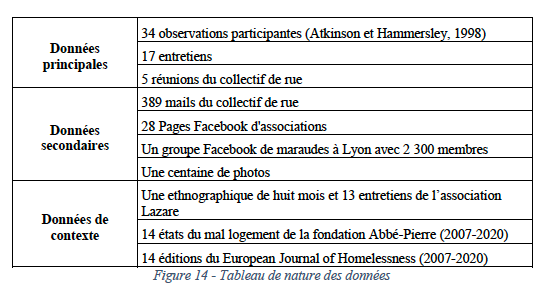 Données
principales
34 observations participantes (Atkinson et Hammersley, 1998)
17 entretiens
5 réunions du collectif de rue
Données
secondaires
389 mails du collectif de rue
28 Pages Facebook d'associations
Un groupe Facebook de maraudes à Lyon avec 2 300 membres
Une centaine de photos
Données de
contexte
Une ethnographique de huit mois et 13 entretiens de l’association
Lazare
14 états du mal logement de la fondation Abbé-Pierre (2007-2020)
14 éditions du European Journal of Homelessness (2007-2020)
Figure 14 - Tableau de nature des données